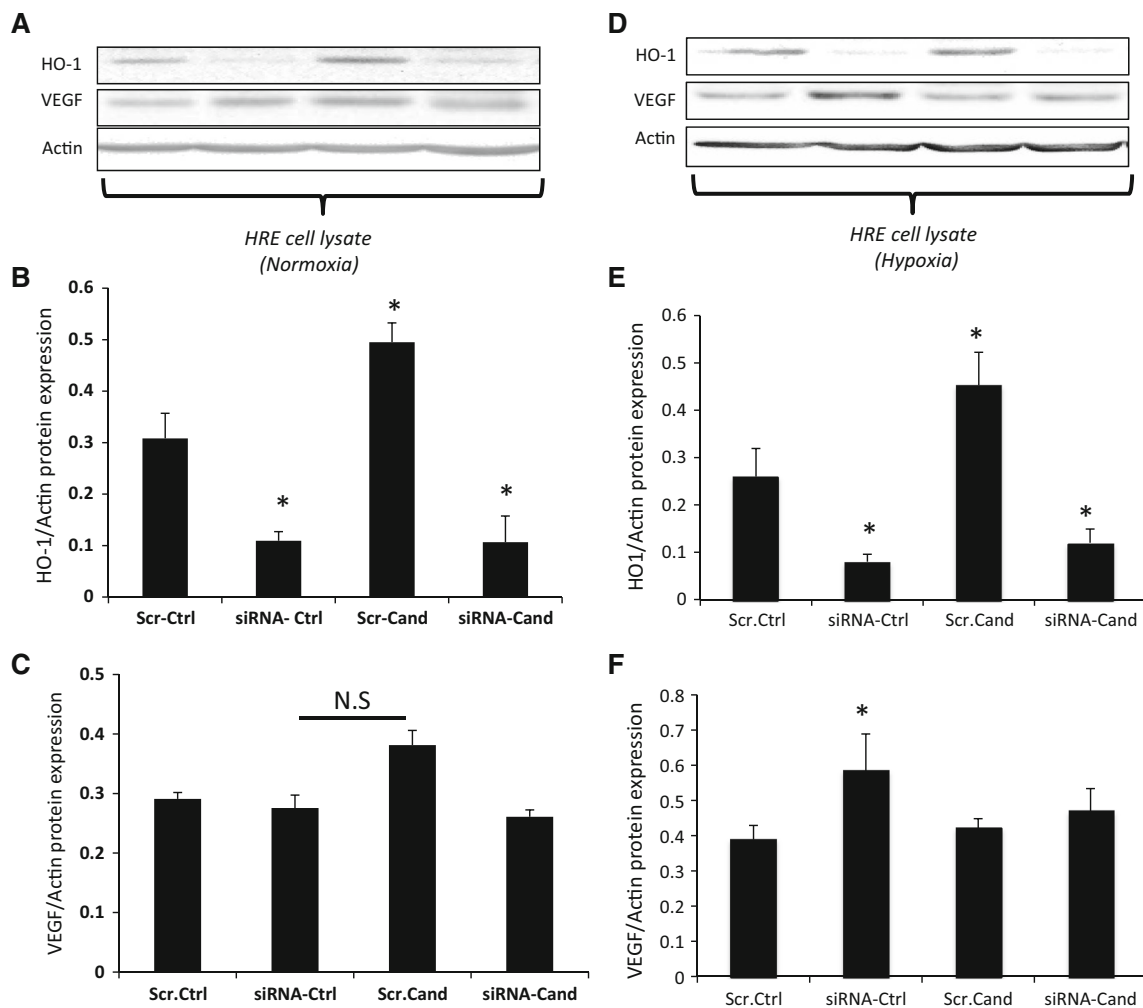 A
HO-1
VEGF
Actin
HRE cell lysate
(Normoxia)
B
HO-1/Actin protein expression
0.6
0.5
0.4
0.3
0.2
0.1
0
*
*
*
Scr-Ctrl
siRNA- Ctrl
Scr-Cand
siRNA-Cand
C
VEGF/Actin protein expression
0.5
0.4
0.3
0.2
0.1
0
N.S
Scr.Ctrl
siRNA-Ctrl
Scr.Cand
siRNA-Cand
D
HO-1
VEGF
Actin
HRE cell lysate
(Hypoxia)
E
HO1/Actin protein expression
0.6
0.5
0.4
0.3
0.2
0.1
0
*
*
*
Scr.Ctrl
siRNA-Ctrl
Scr.Cand
siRNA-Cand
F
VEGF/Actin protein expression
0.8
0.7
0.6
0.5
0.4
0.3
0.2
0.1
0
*
Scr.Ctrl
siRNA-Ctrl
Scr.Cand
siRNA-Cand